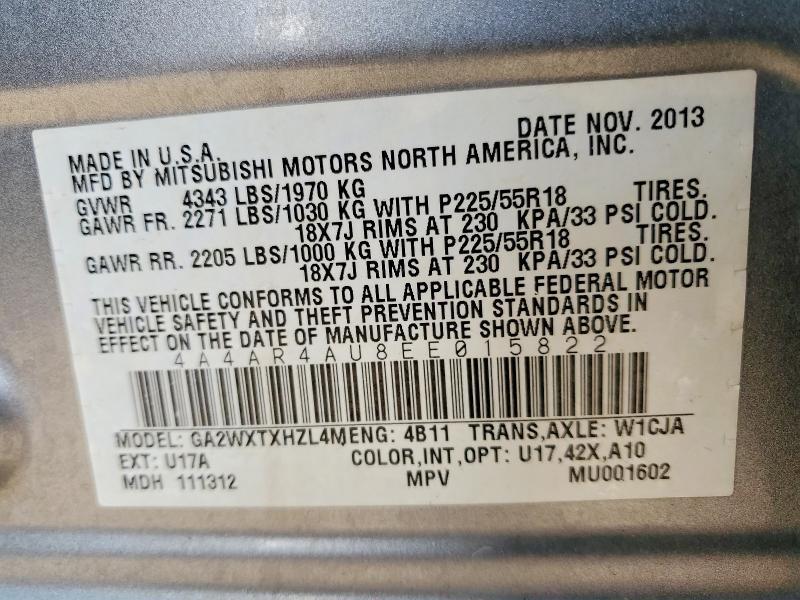 DATE NOV. 2013
MADE IN U.S.A.
MFD BY MITSUBISHI MOTORS NORTH AMERICA, INC.
GVWR 4343 LBS/1970 KG
GAWR FR. 2271 LBS/1030 KG WITH P225/55R18 TIRES.
18X7J RIMS AT 230 KPA/33 PSI COLD.
GAWR RR. 2205 LBS/1000 KG WITH P225/55R18 TIRES.
18X7J RIMS AT 230 KPA/33 PSI COLD.
THIS VEHICLE CONFORMS TO ALL APPLICABLE FEDERAL MOTOR
VEHICLE SAFETY AND THEFT PREVENTION STANDARDS IN
EFFECT ON THE DATE OF MANUFACTURE SHOWN ABOVE.
4A4AR4AU8EE015822
MODEL: GA2WXTXHZL4M ENG: 4B11 TRANS,AXLE: W1CJA
EXT: U17A COLOR,INT,OPT: U17,42X,A10
MDH 111312 MPV MU001602